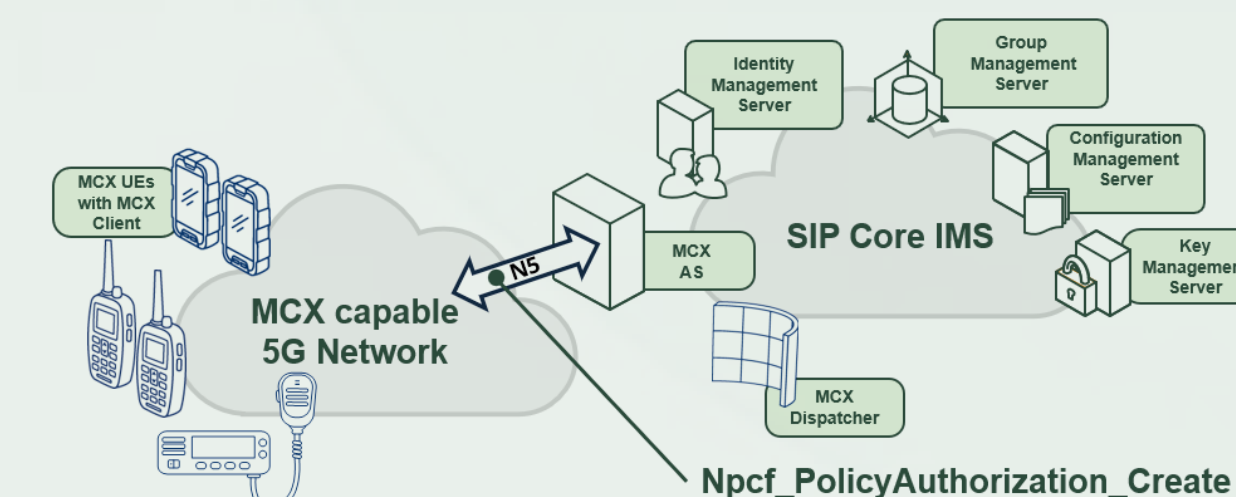 Identity
Management
Server
Group
Management
Server
Configuration
Management
Server
MCX UEs
with MCX
Client
SIP Core IMS
MCX
AS
N5
Key
Managemen
Server
MCX capable
5G Network
MCX
Dispatcher
Npcf_PolicyAuthorization_Create